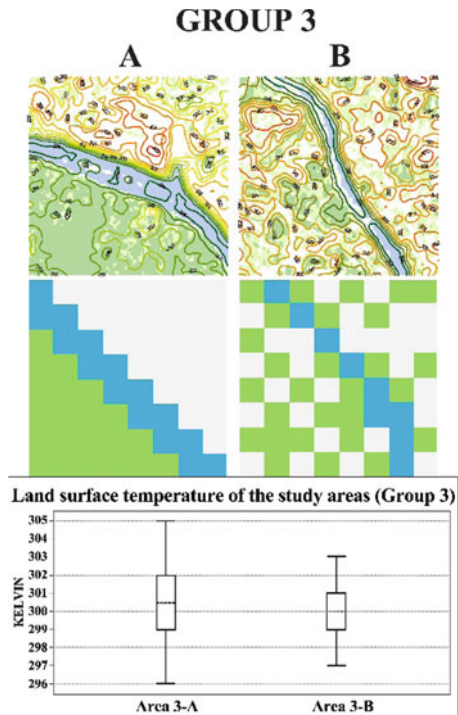 GROUP 3
A B
Land surface temperature of the study areas (Group 3)
KELVIN
305
304
303
302
301
300
299
298
297
296
Area 3-A Area 3-B